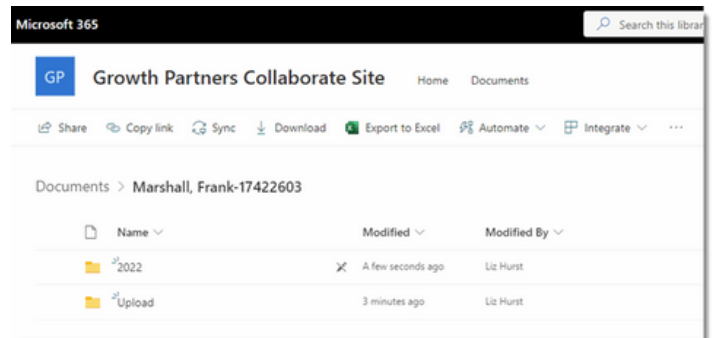 Microsoft 365 Search this librar
GP Growth Partners Collaborate Site Home Documents
Share Copy link Sync Download Export to Excel Automate Integrate ...
Documents > Marshall, Frank-17422603
Name Modified Modified By
2022 A few seconds ago Liz Hurst
Upload 3 minutes ago Liz Hurst